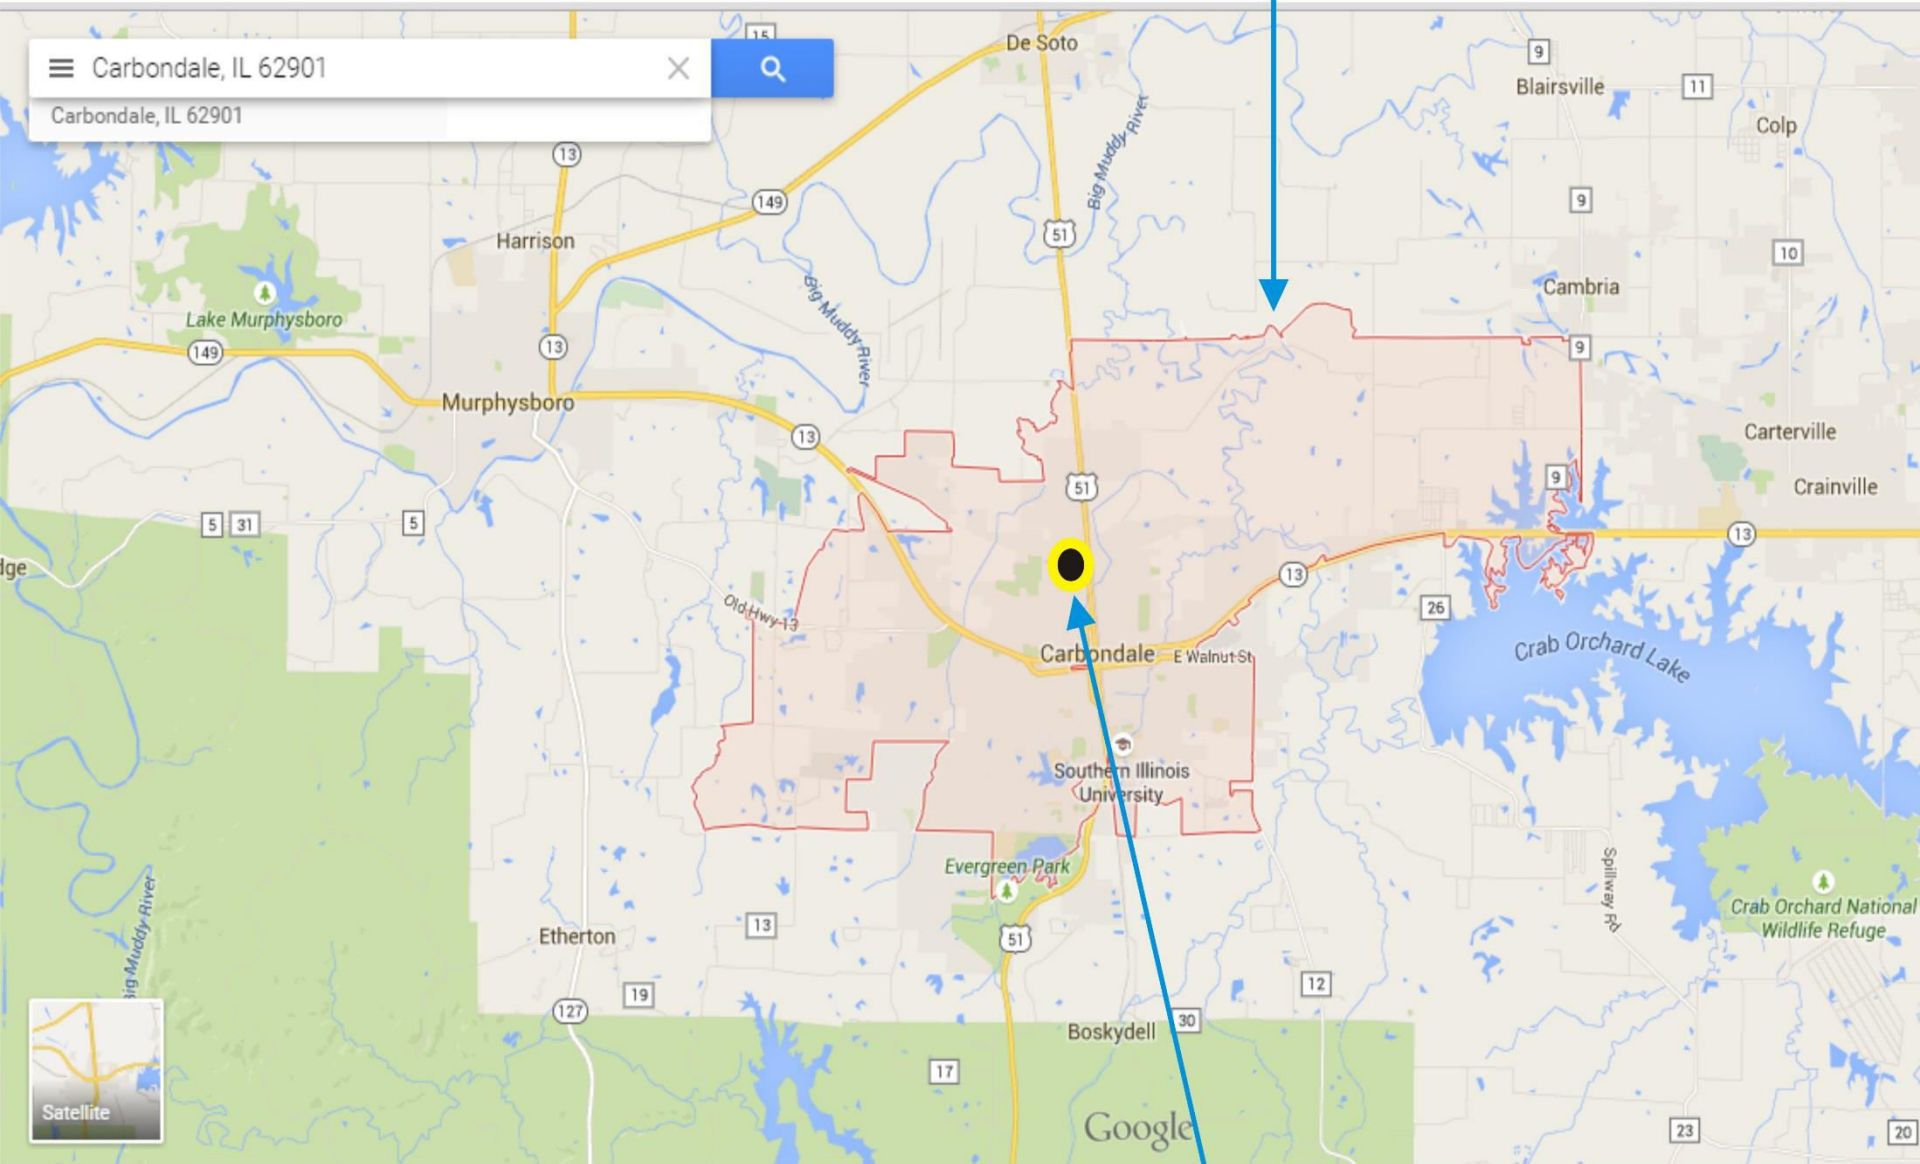 15
De Soto
9
Carbondale, IL 62901
Blairsville
11
Carbondale, IL 62901
Colp
Big Muddy River
13
149
9
51
Harrison
10
Big Muddy River
Cambria
Lake Murphysboro
149
13
9
Murphysboro
13
Carterville
9
51
Crainville
5
31
5
13
dge
13
Old Hwy 13
26
Carbondale
E Walnut St
Crab Orchard Lake
Southern Illinois
University
Evergreen Park
Spillway Rd
Crab Orchard National
Wildlife Refuge
Big Muddy River
13
Etherton
51
12
19
127
Boskydell
30
17
Satellite
Google
23
20